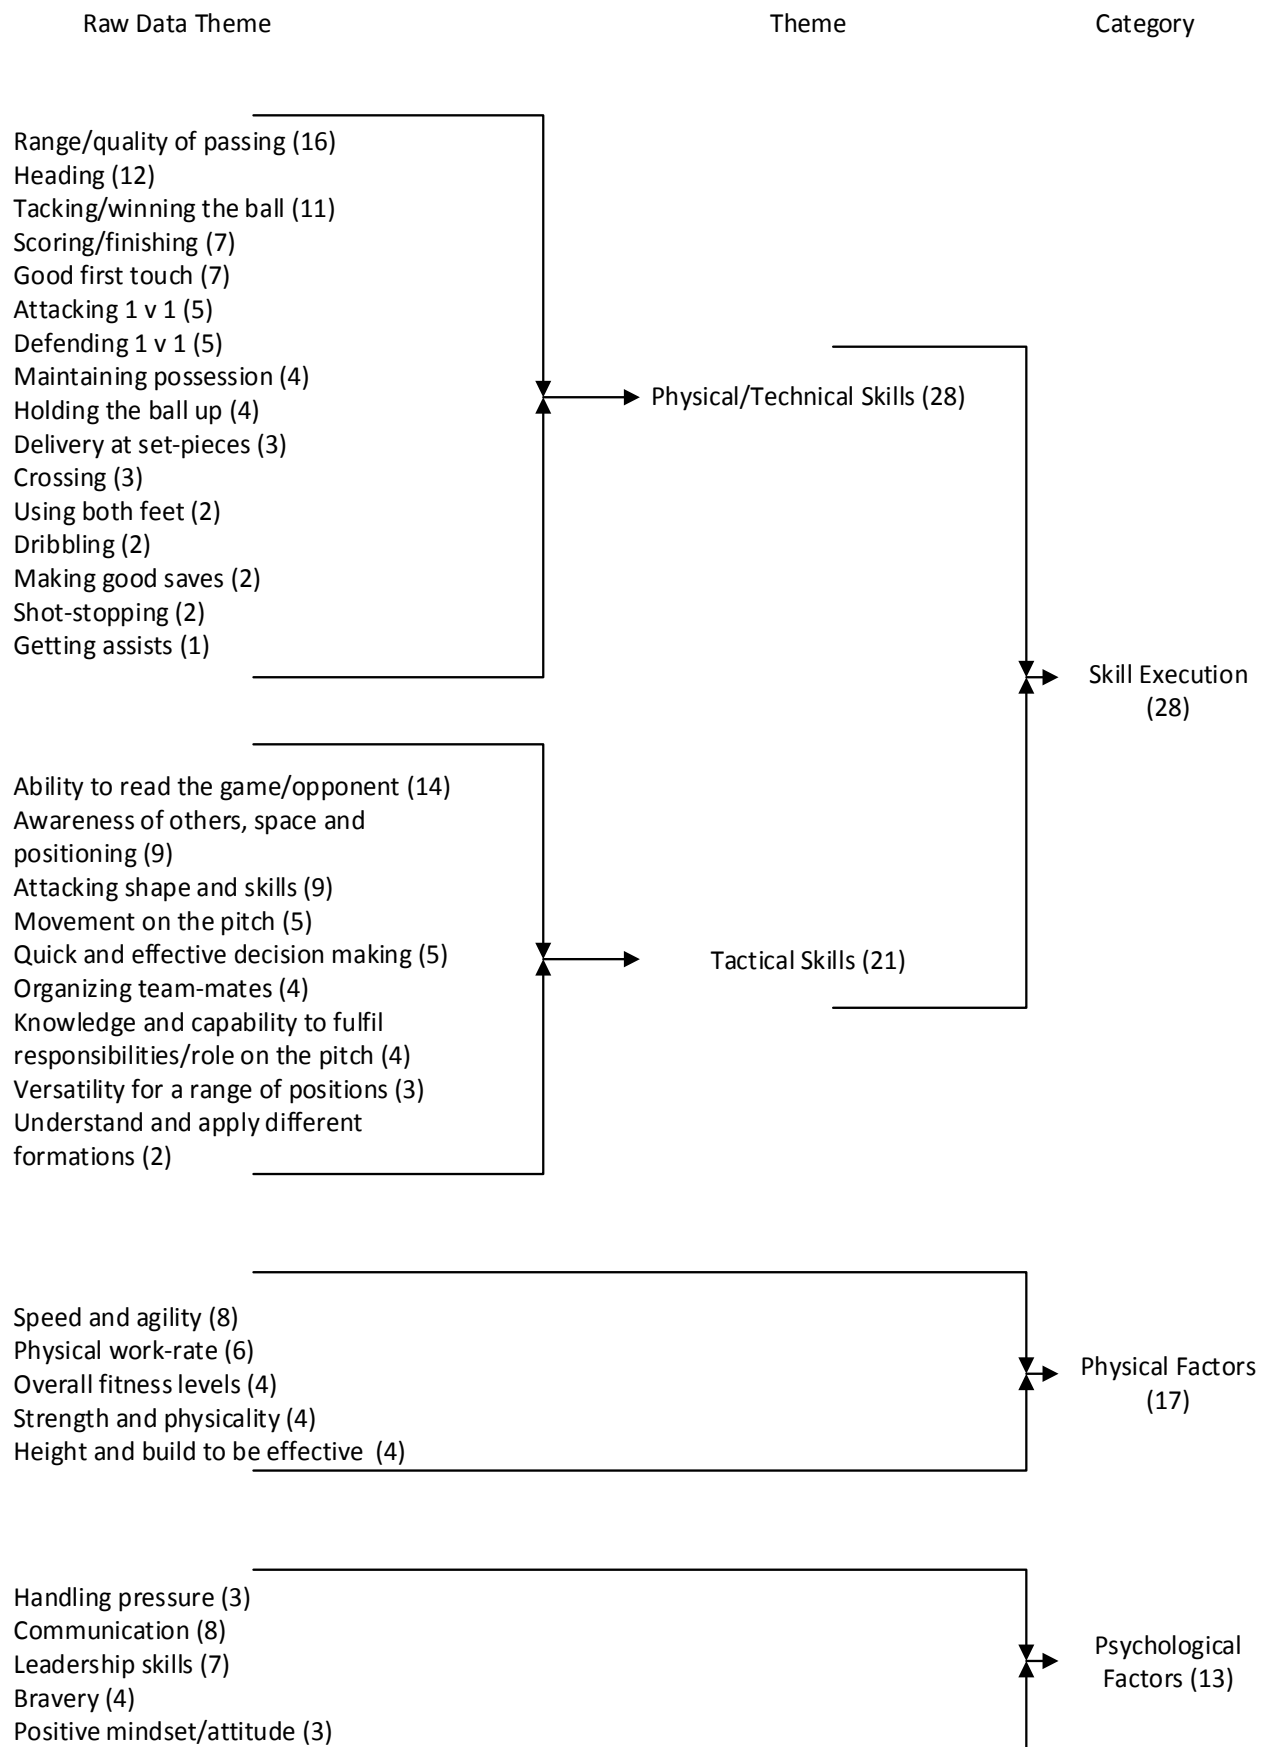 Raw Data Theme
Theme
Category
Range/quality of passing (16)
Heading (12)
Tacking/winning the ball (11)
Scoring/finishing (7)
Good first touch (7)
Attacking 1 v 1 (5)
Defending 1 v 1 (5)
Maintaining possession (4)
Holding the ball up (4)
Delivery at set-pieces (3)
Crossing (3)
Using both feet (2)
Dribbling (2)
Making good saves (2)
Shot-stopping (2)
Getting assists (1)
Physical/Technical Skills (28)
Skill Execution
(28)
Ability to read the game/opponent (14)
Awareness of others, space and
positioning (9)
Attacking shape and skills (9)
Movement on the pitch (5)
Quick and effective decision making (5)
Organizing team-mates (4)
Knowledge and capability to fulfil
responsibilities/role on the pitch (4)
Versatility for a range of positions (3)
Understand and apply different
formations (2)
Tactical Skills (21)
Speed and agility (8)
Physical work-rate (6)
Overall fitness levels (4)
Strength and physicality (4)
Height and build to be effective (4)
Physical Factors
(17)
Handling pressure (3)
Communication (8)
Leadership skills (7)
Bravery (4)
Positive mindset/attitude (3)
Psychological
Factors (13)